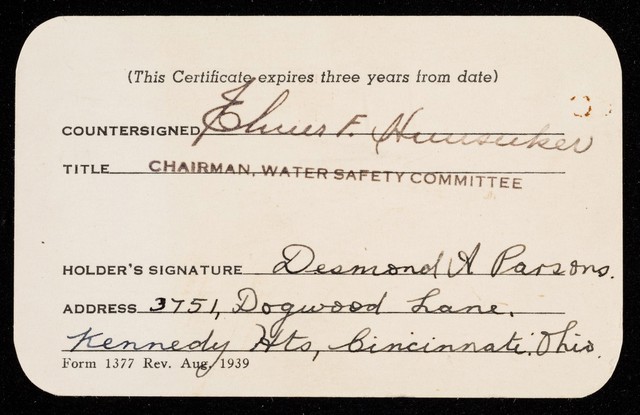 (This Certificate expires three years from date)
COUNTERSIGNED Elmer F. Hunsucker
TITLE CHAIRMAN, WATER SAFETY COMMITTEE
HOLDER'S SIGNATURE Desmond A Parsons.
ADDRESS 3751, Dogwood Lane.
Kennedy Hts, Cincinnati. Ohio.
Form 1377 Rev. Aug. 1939